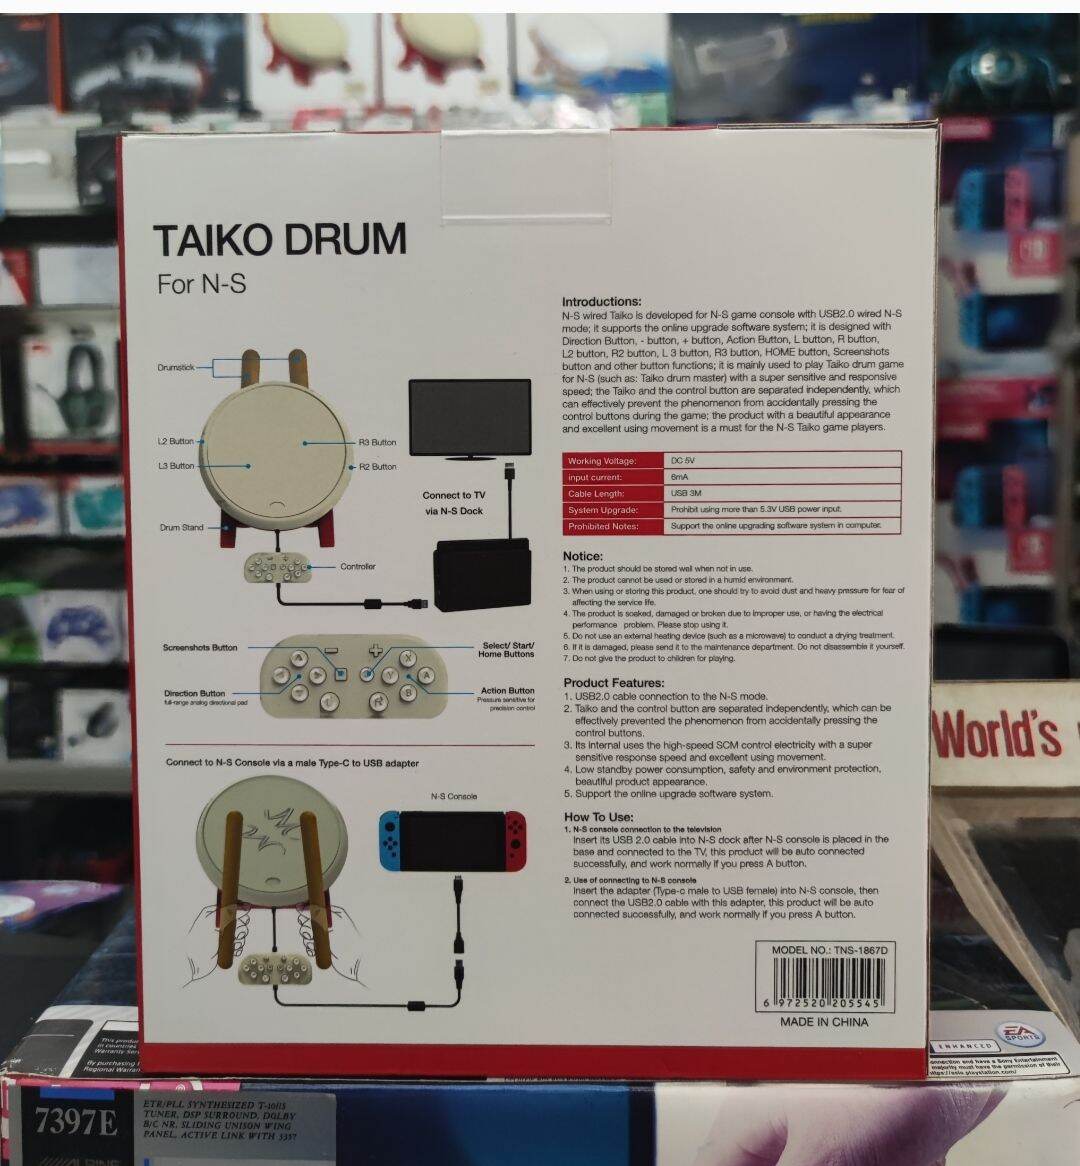 TAIKO DRUM
For N-S
Drumstick
L2 Button
R3 Button
L3 Button
R2 Button
Connect to TV
via N-S Dock
Drum Stand
Controller
Screenshots Button
Select/ Start/
Home Buttons
A
X
Y
A
B
L
R
Direction Button
full-range analog directional pad
Action Button
Pressure sensitive for
precision control
Connect to N-S Console via a male Type-C to USB adapter
N-S Console
Introductions:
N-S wired Taiko is developed for N-S game console with USB2.0 wired N-S
mode; it supports the online upgrade software system; it is designed with
Direction Button, - button, + button, Action Button, L button, R button,
L2 button, R2 button, L 3 button, R3 button, HOME button, Screenshots
button and other button functions; it is mainly used to play Taiko drum game
for N-S (such as: Taiko drum master) with a super sensitive and responsive
speed; the Taiko and the control button are separated independently, which
can effectively prevent the phenomenon from accidentally pressing the
control buttons during the game; the product with a beautiful appearance
and excellent using movement is a must for the N-S Taiko game players.
Working Voltage: DC 5V
input current: 6mA
Cable Length: USB 3M
System Upgrade: Prohibit using more than 5.3V USB power input.
Prohibited Notes: Support the online upgrading software system in computer.
Notice:
1. The product should be stored well when not in use.
2. The product cannot be used or stored in a humid environment.
3. When using or storing this product, one should try to avoid dust and heavy pressure for fear of
affecting the service life.
4. The product is soaked, damaged or broken due to improper use, or having the electrical
performance problem. Please stop using it.
5. Do not use an external heating device (such as a microwave) to conduct a drying treatment.
6. If it is damaged, please send it to the maintenance department. Do not disassemble it yourself.
7. Do not give the product to children for playing.
Product Features:
1. USB2.0 cable connection to the N-S mode.
2. Taiko and the control button are separated independently, which can be
effectively prevented the phenomenon from accidentally pressing the
control buttons.
3. Its internal uses the high-speed SCM control electricity with a super
sensitive response speed and excellent using movement.
4. Low standby power consumption, safety and environment protection,
beautiful product appearance.
5. Support the online upgrade software system.
How To Use:
1. N-S console connection to the television
Insert its USB 2.0 cable into N-S dock after N-S console is placed in the
base and connected to the TV, this product will be auto connected
successfully, and work normally if you press A button.
2. Use of connecting to N-S console
Insert the adapter (Type-c male to USB female) into N-S console, then
connect the USB2.0 cable with this adapter, this product will be auto
connected successfully, and work normally if you press A button.
MODEL NO.: TNS-1867D
6 972520 205545
MADE IN CHINA
World's
EA
SPORTS
ENHANCED
7397E
ETR/PLL SYNTHESIZED T-10IIS
TUNER, DSP SURROUND, DOLBY
B/C NR, SLIDING UNISON WING
PANEL, ACTIVE LINK WITH 3357
ALPINE